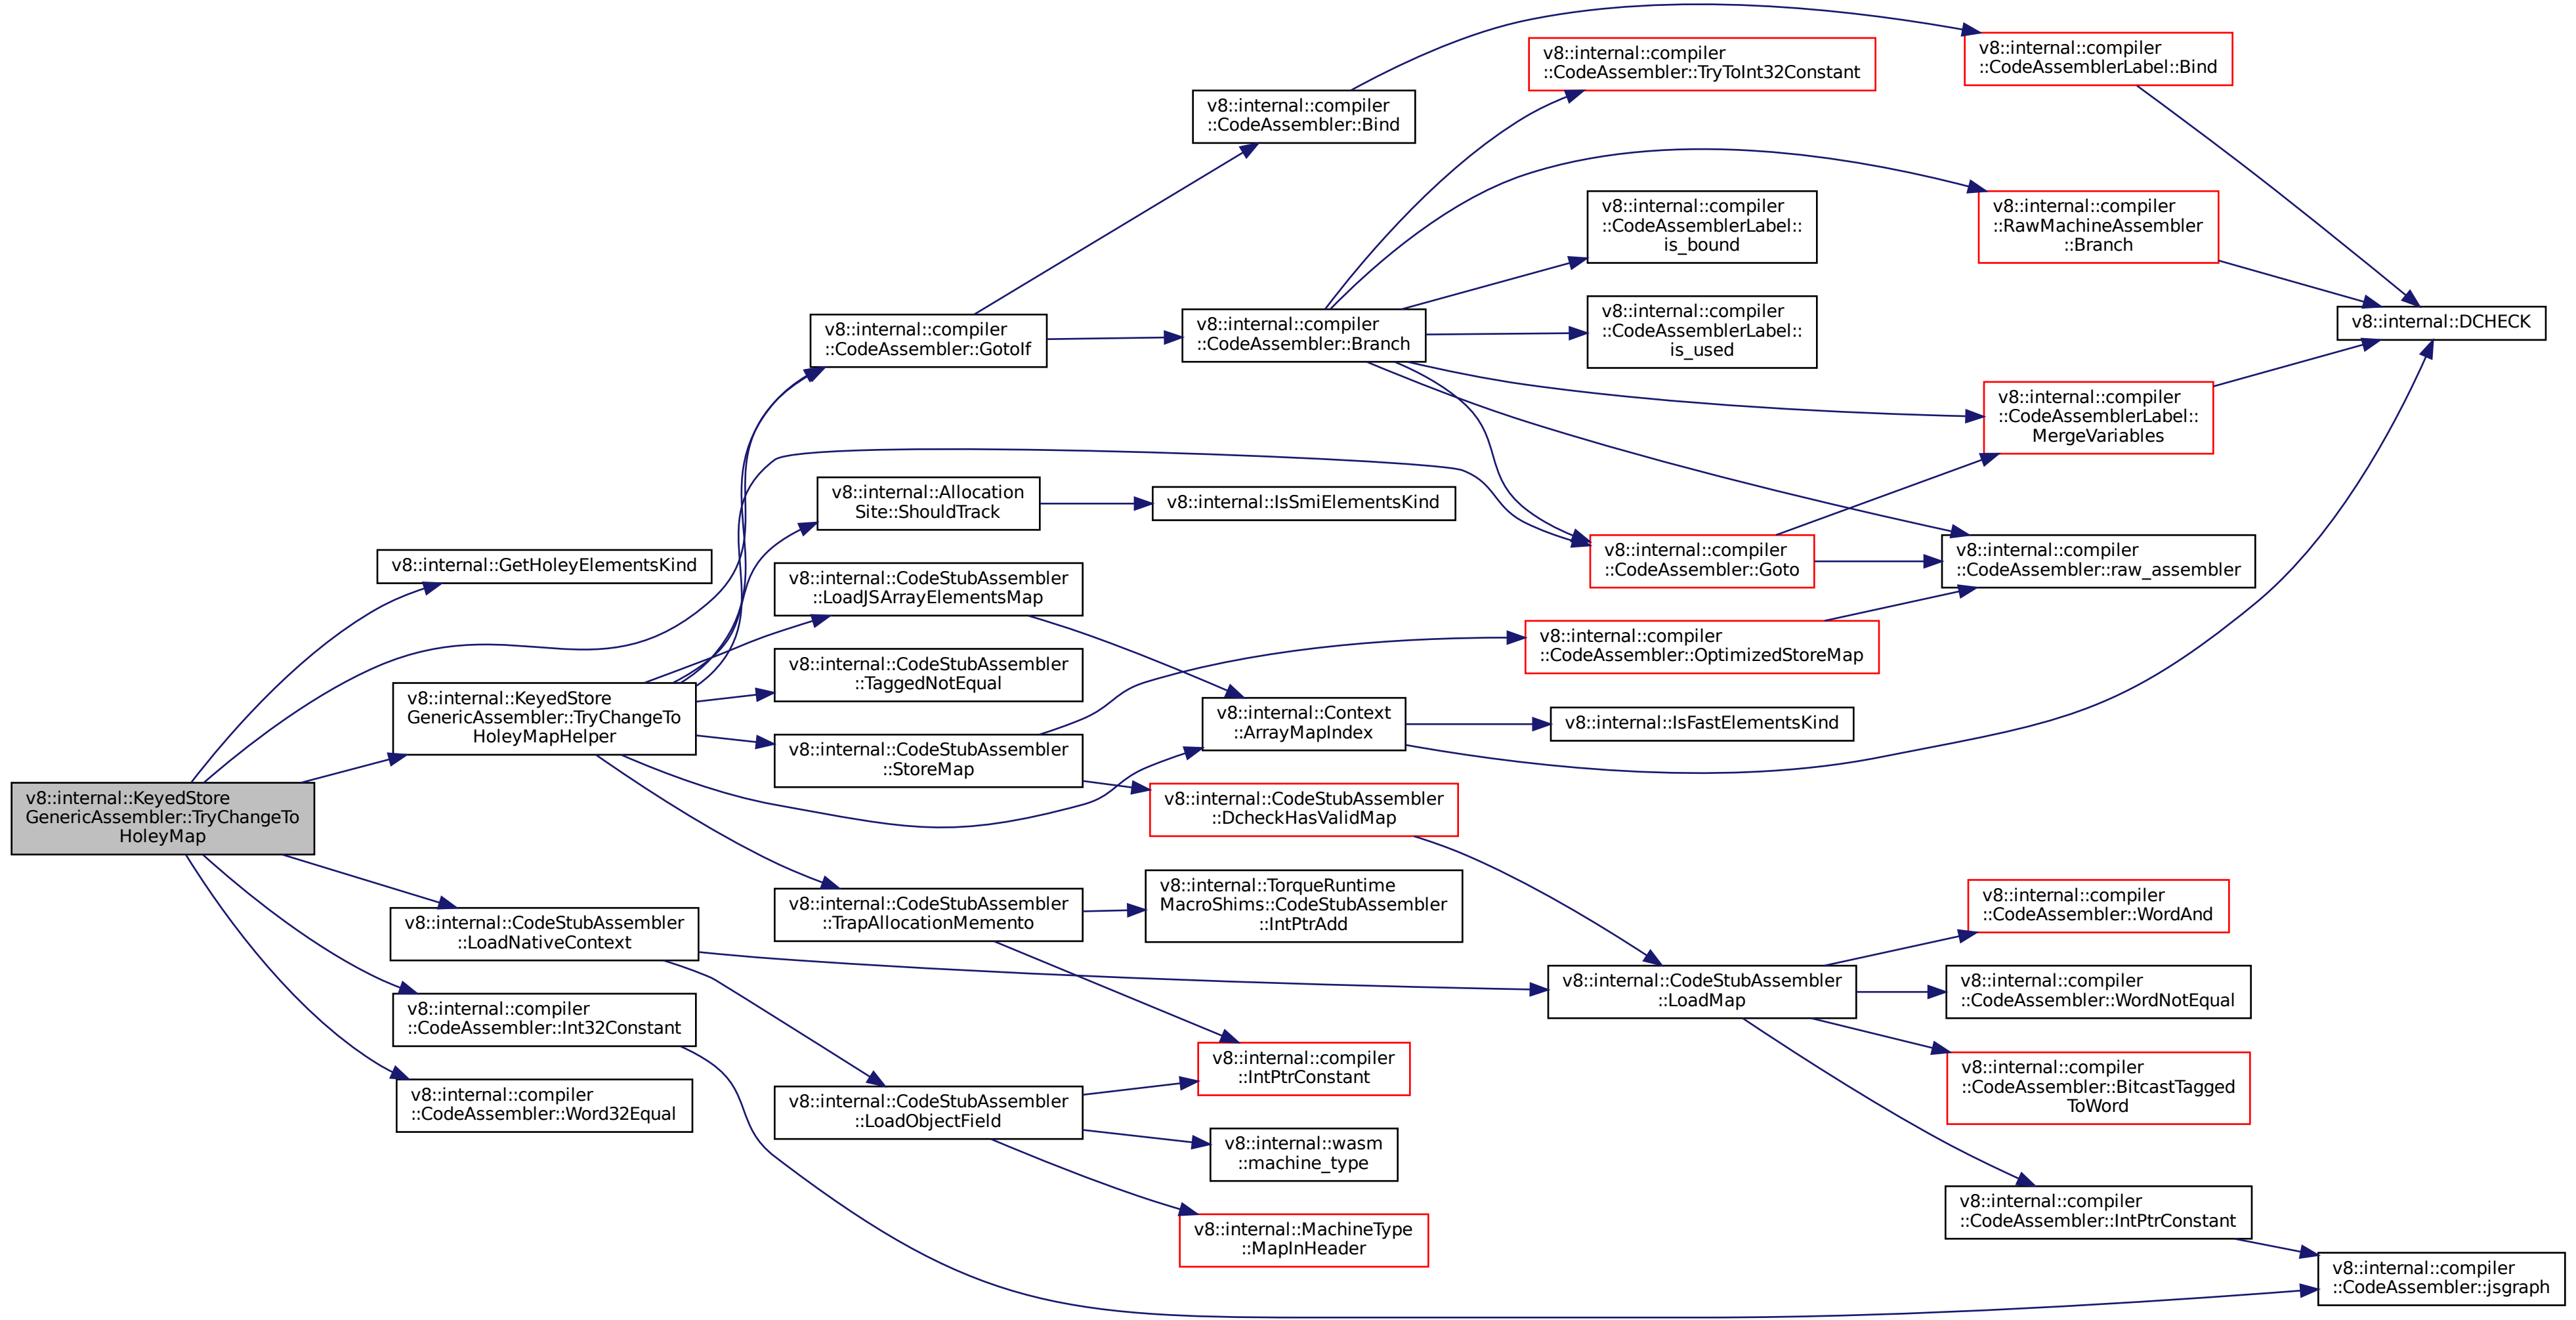 v8::internal::KeyedStore
GenericAssembler::TryChangeTo
HoleyMap
v8::internal::GetHoleyElementsKind
v8::internal::KeyedStore
GenericAssembler::TryChangeTo
HoleyMapHelper
v8::internal::CodeStubAssembler
::LoadNativeContext
v8::internal::compiler
::CodeAssembler::Int32Constant
v8::internal::compiler
::CodeAssembler::Word32Equal
v8::internal::compiler
::CodeAssembler::GotoIf
v8::internal::Allocation
Site::ShouldTrack
v8::internal::CodeStubAssembler
::LoadJSArrayElementsMap
v8::internal::CodeStubAssembler
::TaggedNotEqual
v8::internal::CodeStubAssembler
::StoreMap
v8::internal::CodeStubAssembler
::TrapAllocationMemento
v8::internal::CodeStubAssembler
::LoadObjectField
v8::internal::compiler
::CodeAssembler::Bind
v8::internal::compiler
::CodeAssembler::Branch
v8::internal::IsSmiElementsKind
v8::internal::Context
::ArrayMapIndex
v8::internal::CodeStubAssembler
::DcheckHasValidMap
v8::internal::TorqueRuntime
MacroShims::CodeStubAssembler
::IntPtrAdd
v8::internal::compiler
::IntPtrConstant
v8::internal::wasm
::machine_type
v8::internal::MachineType
::MapInHeader
v8::internal::compiler
::CodeAssembler::TryToInt32Constant
v8::internal::compiler
::CodeAssemblerLabel::
is_bound
v8::internal::compiler
::CodeAssemblerLabel::
is_used
v8::internal::compiler
::CodeAssembler::Goto
v8::internal::compiler
::CodeAssembler::OptimizedStoreMap
v8::internal::IsFastElementsKind
v8::internal::CodeStubAssembler
::LoadMap
v8::internal::compiler
::CodeAssemblerLabel::Bind
v8::internal::compiler
::RawMachineAssembler
::Branch
v8::internal::compiler
::CodeAssemblerLabel::
MergeVariables
v8::internal::compiler
::CodeAssembler::raw_assembler
v8::internal::compiler
::CodeAssembler::WordAnd
v8::internal::compiler
::CodeAssembler::WordNotEqual
v8::internal::compiler
::CodeAssembler::BitcastTagged
ToWord
v8::internal::compiler
::CodeAssembler::IntPtrConstant
v8::internal::DCHECK
v8::internal::compiler
::CodeAssembler::jsgraph